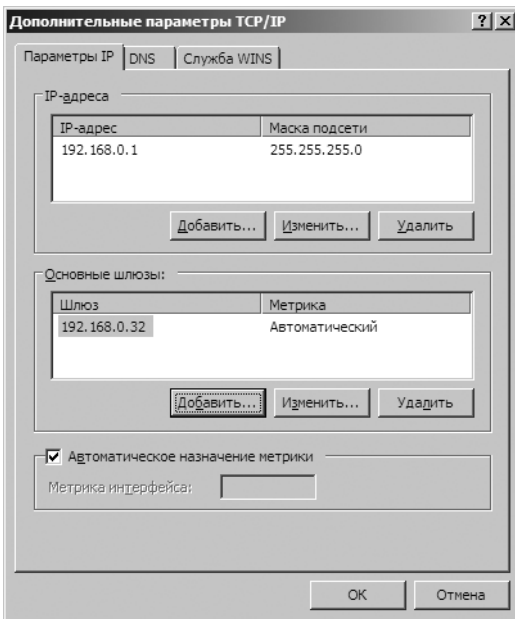 Дополнительные параметры TCP/IP
Параметры IP DNS Служба WINS
IP-адреса
IP-адрес Маска подсети
192.168.0.1 255.255.255.0
Добавить... Изменить... Удалить
Основные шлюзы:
Шлюз Метрика
192.168.0.32 Автоматический
Добавить... Изменить... Удалить
Автоматическое назначение метрики
Метрика интерфейса:
ОК Отмена